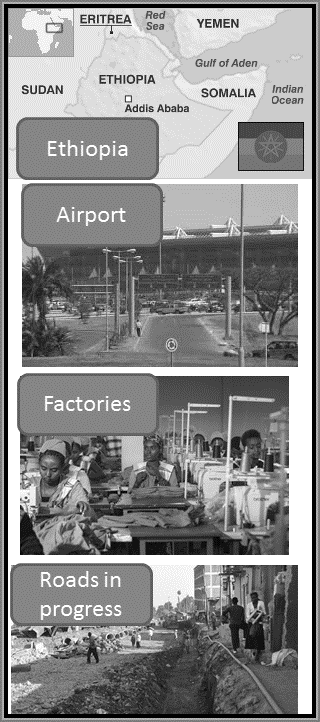 ERITREA
Red
Sea
YEMEN
Gulf of Aden
ETHIOPIA
SUDAN
SOMALIA
Indian
Ocean
Addis Ababa
Ethiopia
Airport
Factories
Roads in
progress